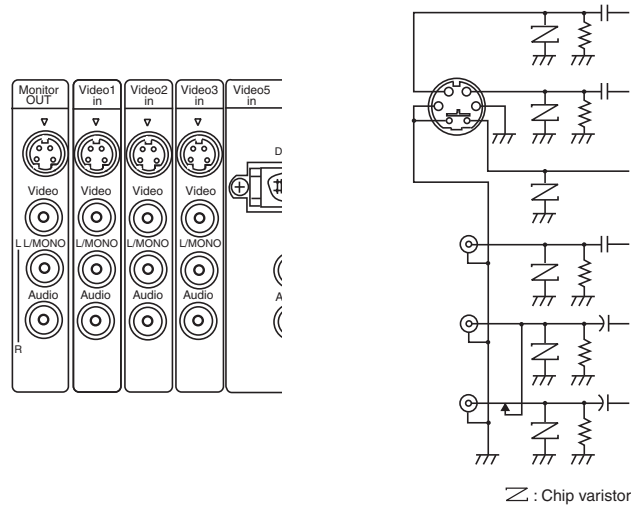 Monitor OUT
Video1 in
Video2 in
Video3 in
Video5 in
D
Video
Video
Video
Video
L L/MONO
L/MONO
L/MONO
L/MONO
Audio
Audio
Audio
Audio
A
R
: Chip varistor